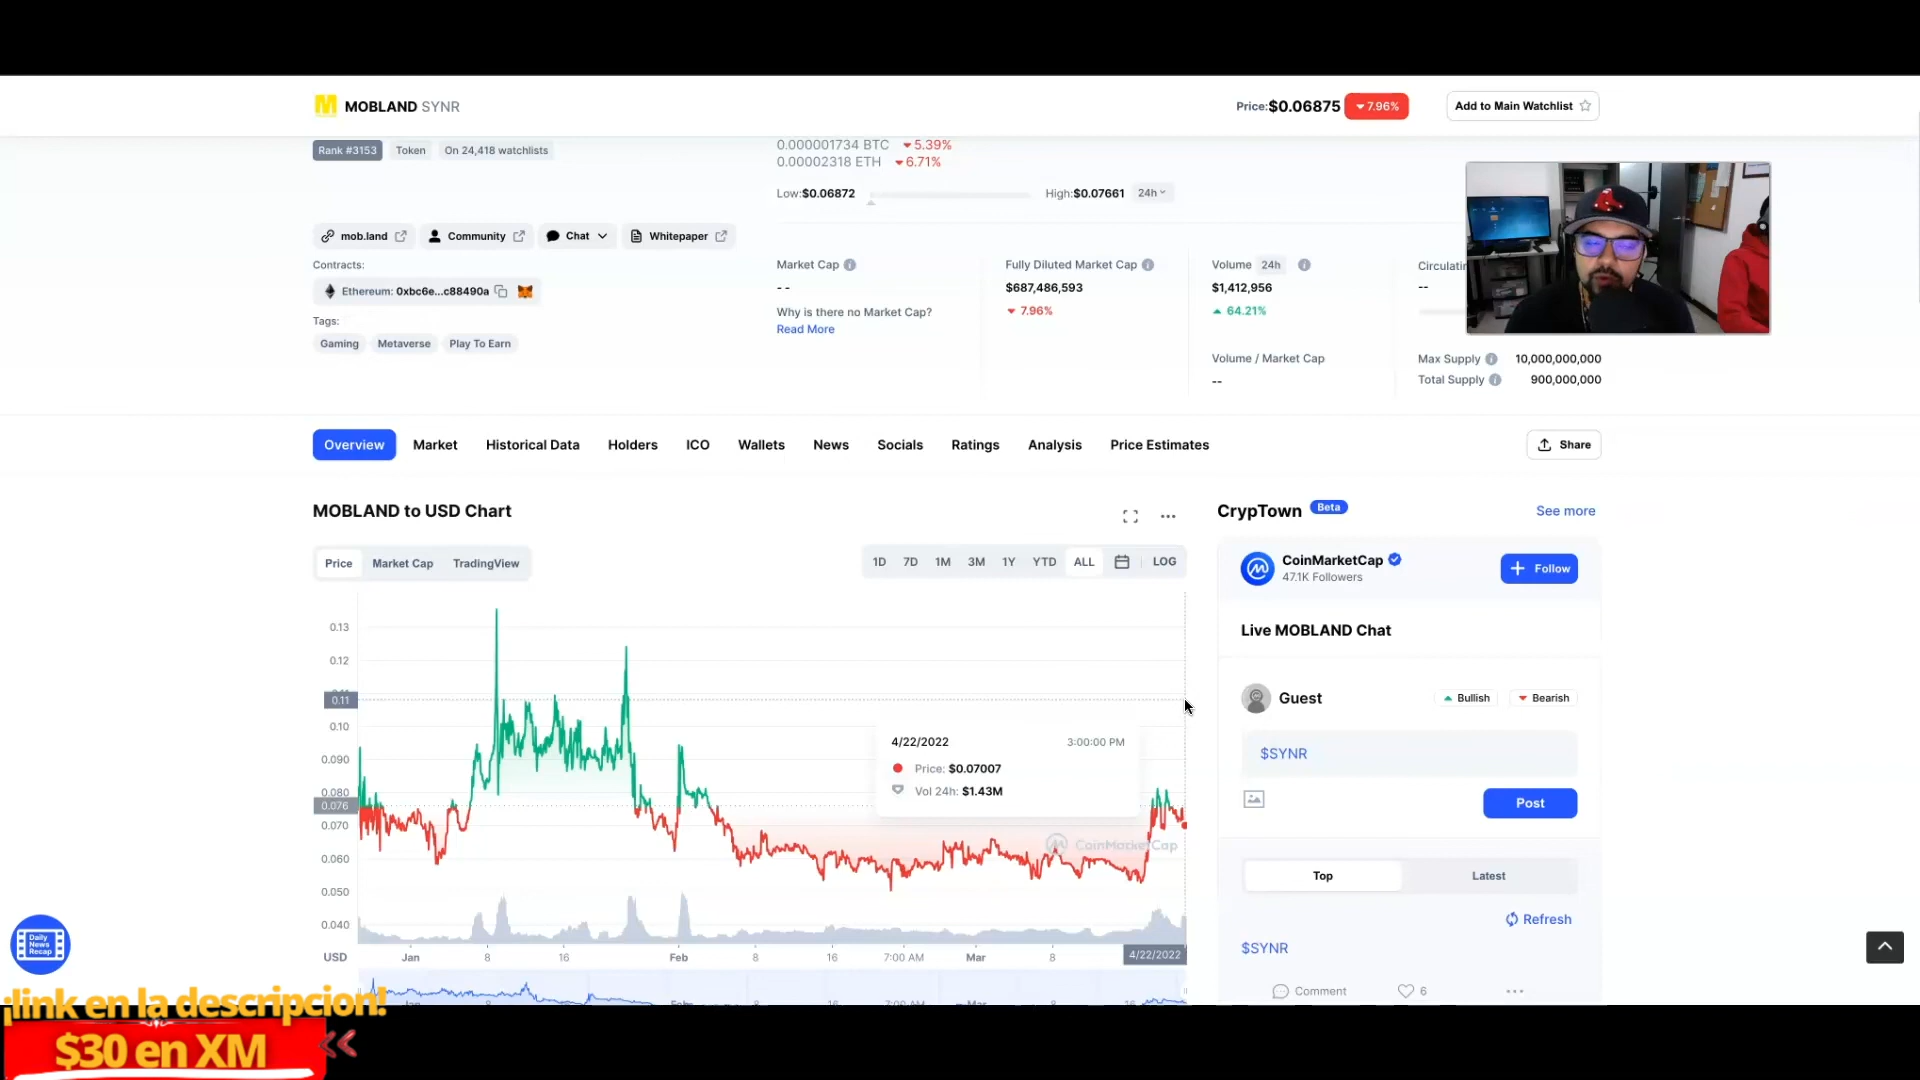 MOBLAND SYNR
Price:$0.06875 7.96%
Add to Main Watchlist
Rank #3153 Token On 24,418 watchlists
0.000001734 BTC 5.39%
0.00002318 ETH 6.71%
Low:$0.06872 High:$0.07661 24h
mob.land Community Chat Whitepaper
Contracts:
Ethereum: 0xbc6e...c88490a
Tags:
Gaming Metaverse Play To Earn
Market Cap
- -
Why is there no Market Cap?
Read More
Fully Diluted Market Cap
$687,486,593
7.96%
Volume 24h
$1,412,956
64.21%
Volume / Market Cap
--
--
Max Supply 10,000,000,000
Total Supply 900,000,000
Overview Market Historical Data Holders ICO Wallets News Socials Ratings Analysis Price Estimates
Share
MOBLAND to USD Chart
Price Market Cap TradingView
1D 7D 1M 3M 1Y YTD ALL LOG
0.13
0.12
0.11
0.10
0.090
0.080
0.076
0.070
0.060
0.050
0.040
4/22/2022 3:00:00 PM
Price: $0.07007
Vol 24h: $1.43M
CoinMarketCap
USD Jan 8 16 Feb 8 16 7:00 AM Mar 8 4/22/2022
CrypTown Beta
See more
CoinMarketCap
47.1K Followers
Follow
Live MOBLAND Chat
Guest
Bullish Bearish
$SYNR
Post
Top Latest
Refresh
$SYNR
Comment 6
Daily
News
Recap
¡link en la descripcion!
$30 en XM